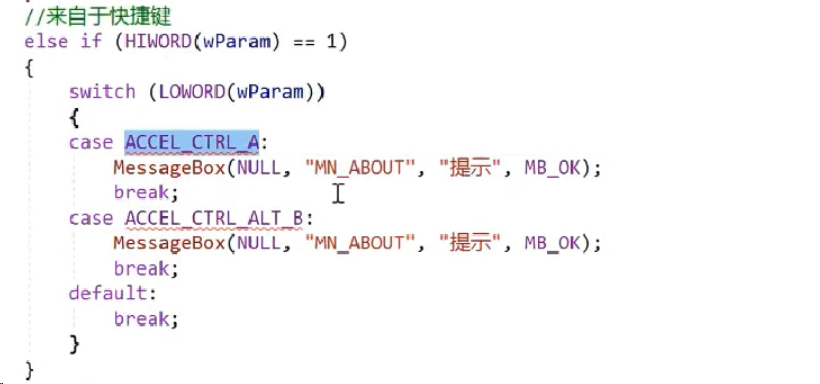 //来自于快捷键
else if (HIWORD(wParam) == 1)
{
switch (LOWORD(wParam))
{
case ACCEL_CTRL_A:
MessageBox(NULL, "MN_ABOUT", "提示", MB_OK);
break;
case ACCEL_CTRL_ALT_B:
MessageBox(NULL, "MN_ABOUT", "提示", MB_OK);
break;
default:
break;
}
}